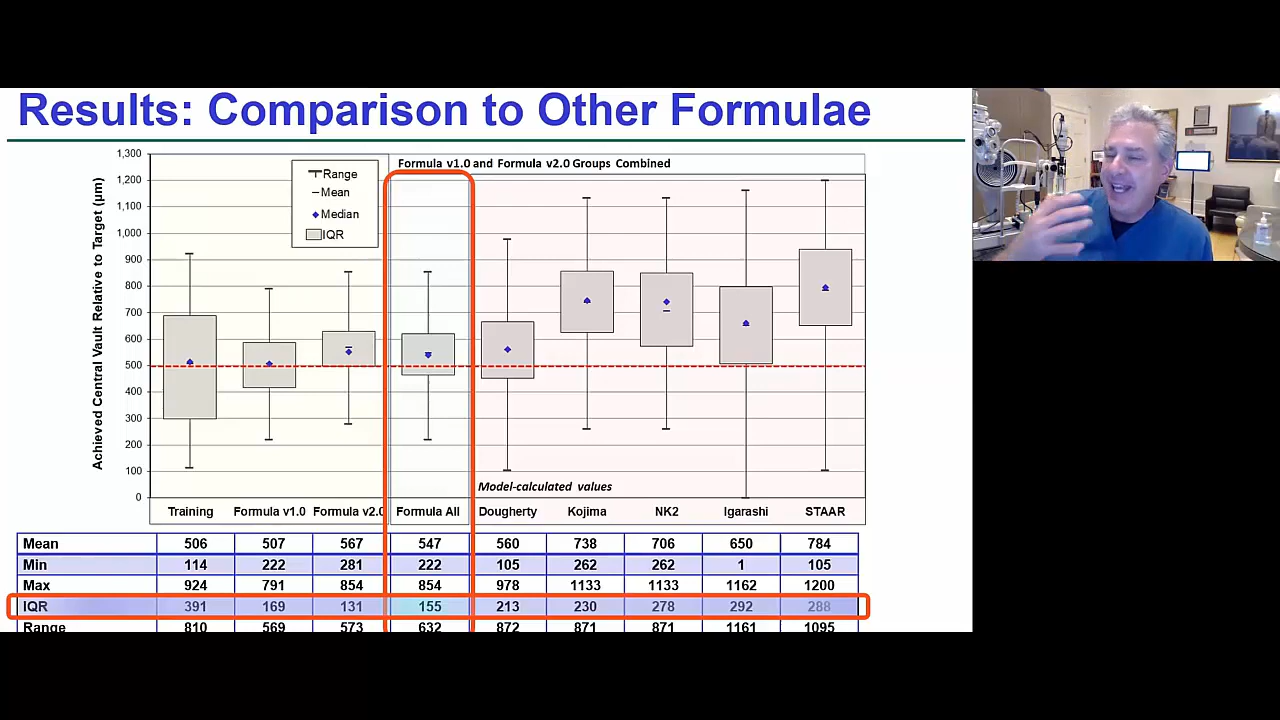 Results: Comparison to Other Formulae
Achieved Central Vault Relative to Target (µm)
1,300
1,200
1,100
1,000
900
800
700
600
500
400
300
200
100
0
Range
Mean
Median
IQR
Formula v1.0 and Formula v2.0 Groups Combined
Model-calculated values
Training Formula v1.0 Formula v2.0 Formula All Dougherty Kojima NK2 Igarashi STAAR
Mean 506 507 567 547 560 738 706 650 784
Min 114 222 281 222 105 262 262 1 105
Max 924 791 854 854 978 1133 1133 1162 1200
IQR 391 169 131 155 213 230 278 292 288
Range 810 569 573 632 872 871 871 1161 1095